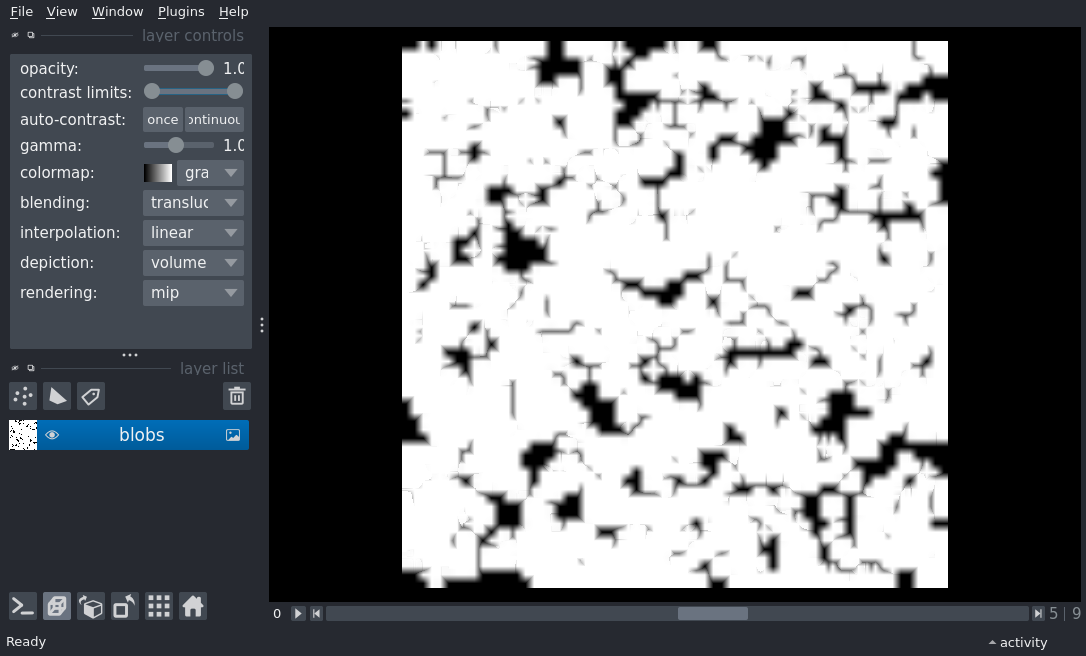 File View Window Plugins Help
layer controls
opacity: 1.0
contrast limits:
auto-contrast: once ontinuou
gamma: 1.0
colormap: gra
blending: transluc
interpolation: linear
depiction: volume
rendering: mip
layer list
blobs
0 5 9
Ready activity